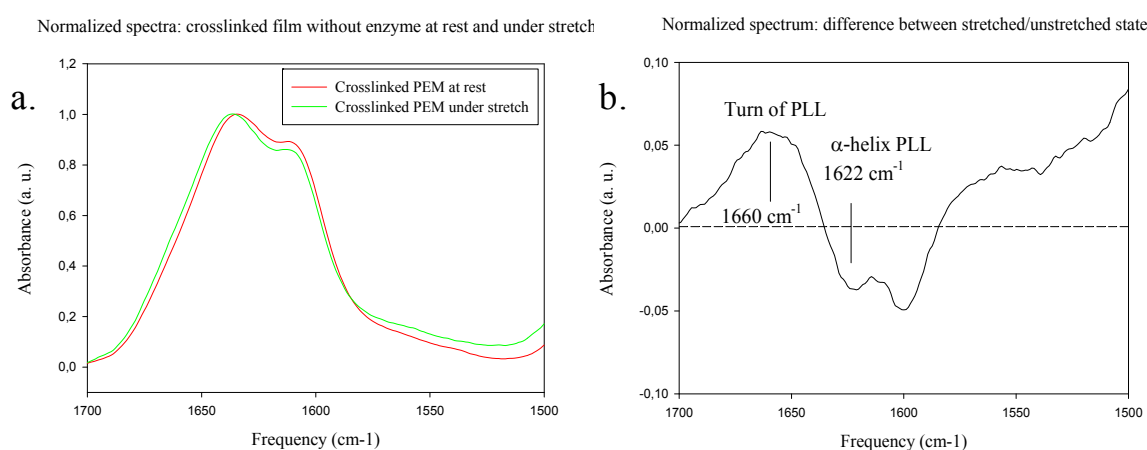 Normalized spectra: crosslinked film without enzyme at rest and under stretch
Normalized spectrum: difference between stretched/unstretched state
a.
Absorbance (a. u.)
1,2
1,0
0,8
0,6
0,4
0,2
0,0
Crosslinked PEM at rest
Crosslinked PEM under stretch
1700
1650
1600
1550
1500
Frequency (cm-1)
b.
Absorbance (a. u.)
0,10
0,05
0,00
-0,05
-0,10
Turn of PLL
α-helix PLL
1622 cm-1
1660 cm-1
1700
1650
1600
1550
1500
Frequency (cm-1)